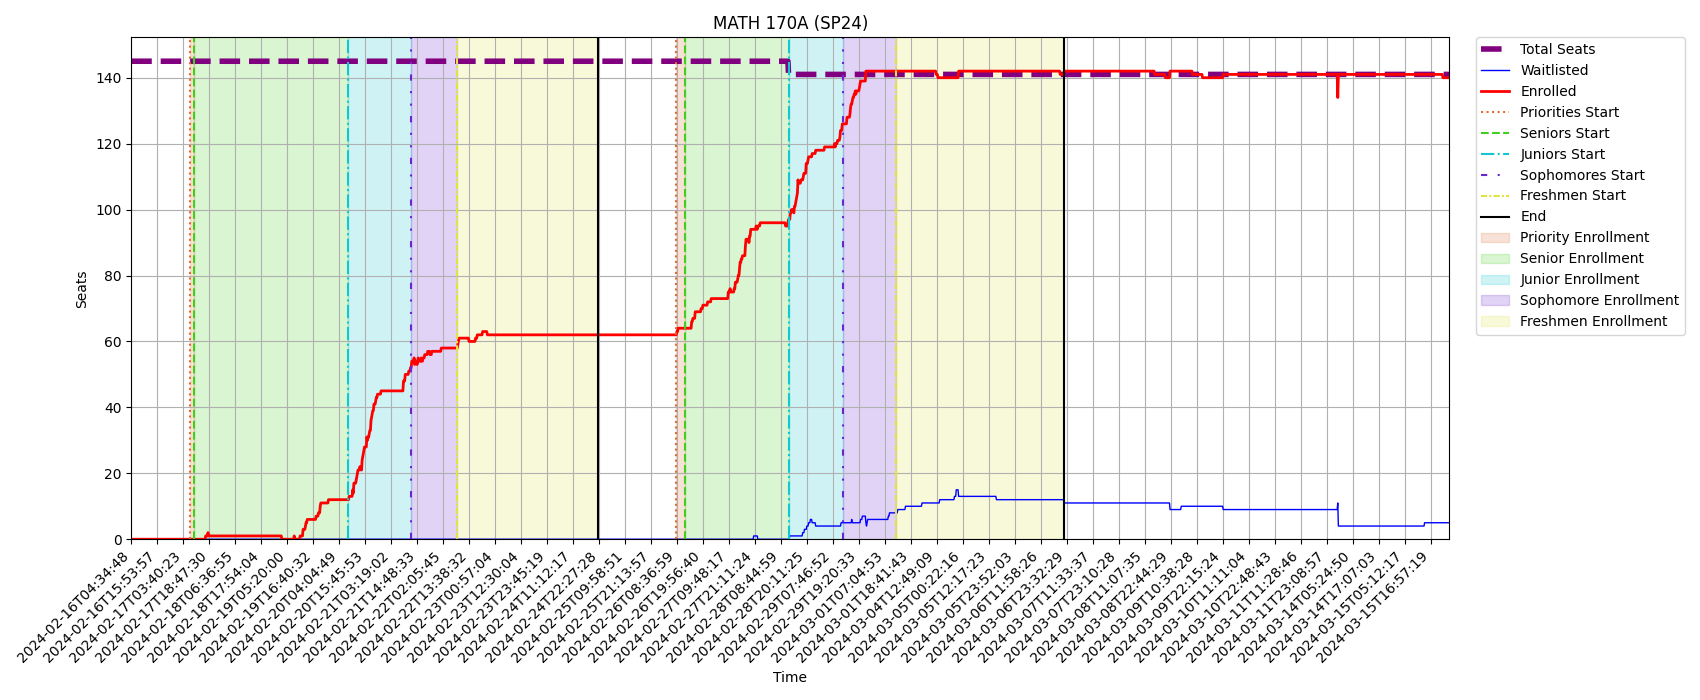 MATH 170A (SP24)
Total Seats
Waitlisted
Enrolled
Priorities Start
Seniors Start
Juniors Start
Sophomores Start
Freshmen Start
End
Priority Enrollment
Senior Enrollment
Junior Enrollment
Sophomore Enrollment
Freshmen Enrollment
Seats
140
120
100
80
60
40
20
0
2024-02-16T04:34:48
2024-02-16T15:53:57
2024-02-17T03:40:23
2024-02-17T18:47:30
2024-02-18T06:36:55
2024-02-18T17:54:04
2024-02-19T05:20:00
2024-02-19T16:40:32
2024-02-20T04:04:49
2024-02-20T15:45:53
2024-02-21T03:19:02
2024-02-21T14:48:33
2024-02-22T02:05:45
2024-02-22T13:38:32
2024-02-23T00:57:04
2024-02-23T12:30:04
2024-02-23T23:45:19
2024-02-24T11:12:17
2024-02-24T22:27:28
2024-02-25T09:58:51
2024-02-25T21:13:57
2024-02-26T08:36:59
2024-02-26T19:56:40
2024-02-27T09:48:17
2024-02-27T21:11:24
2024-02-28T08:44:59
2024-02-28T20:11:25
2024-02-29T07:46:52
2024-02-29T19:20:33
2024-03-01T07:04:53
2024-03-01T18:41:43
2024-03-04T12:49:09
2024-03-05T00:22:16
2024-03-05T12:17:23
2024-03-05T23:52:03
2024-03-06T11:58:26
2024-03-06T23:32:29
2024-03-07T11:33:37
2024-03-07T23:10:28
2024-03-08T11:07:35
2024-03-08T22:44:29
2024-03-09T10:38:28
2024-03-09T22:15:24
2024-03-10T11:11:04
2024-03-10T22:48:43
2024-03-11T11:28:46
2024-03-11T23:08:57
2024-03-14T05:24:50
2024-03-14T17:07:03
2024-03-15T05:12:17
2024-03-15T16:57:19
Time